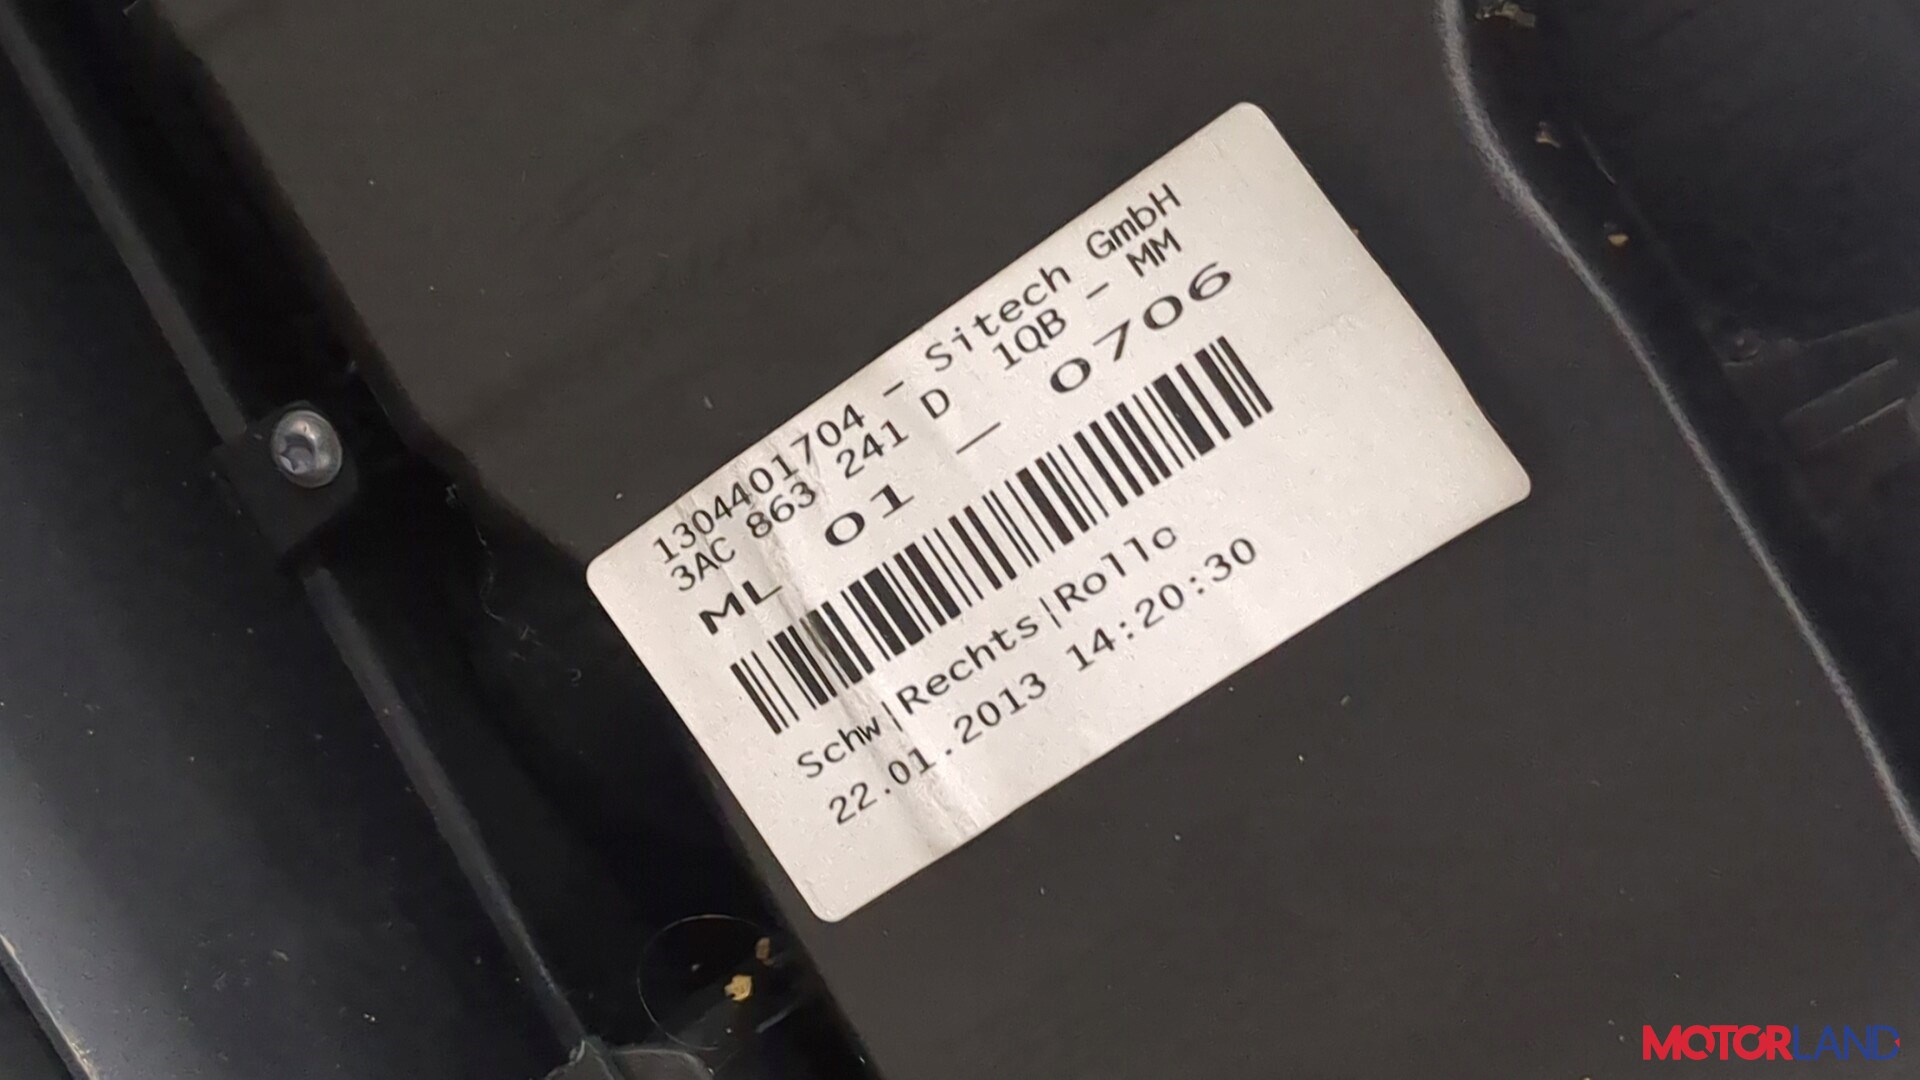 1304401704 - Sitech GmbH
3AC 863 241 D 1QB - MM
ML 01 _ 0706
Schw|Rechts|Rollo
22.01.2013 14:20:30
MOTORLAND